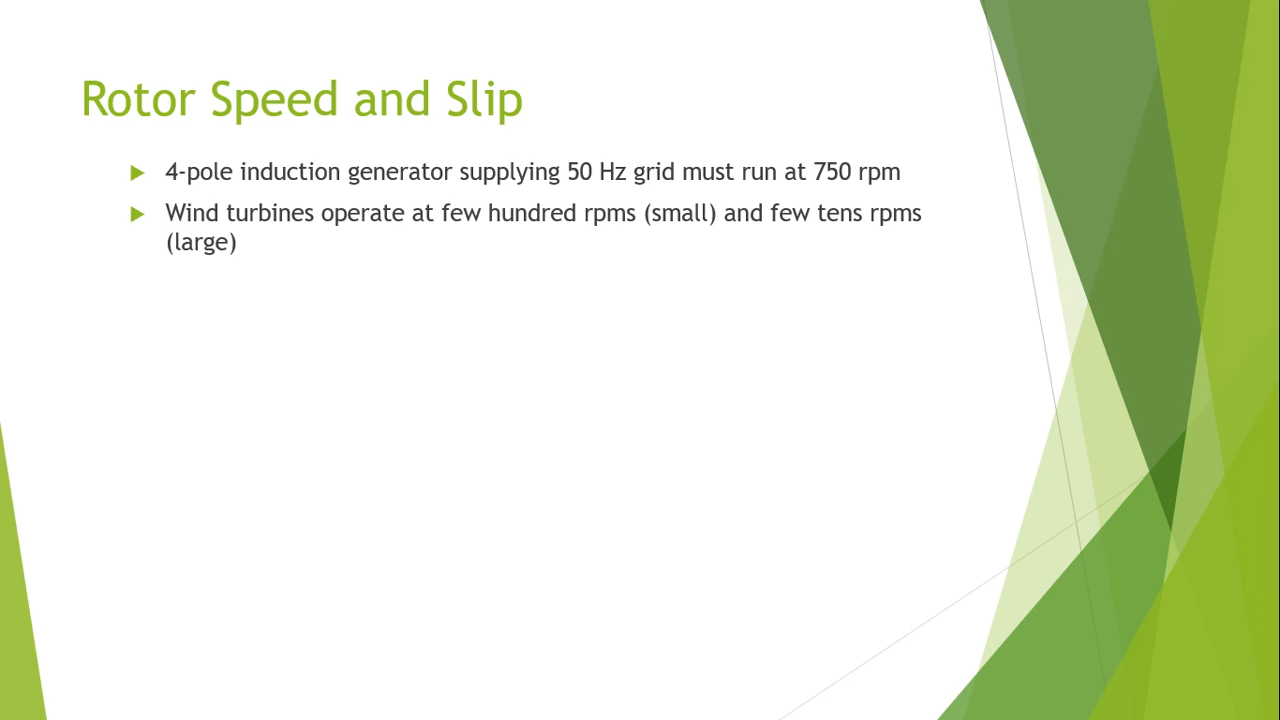 Rotor Speed and Slip
4-pole induction generator supplying 50 Hz grid must run at 750 rpm
Wind turbines operate at few hundred rpms (small) and few tens rpms
(large)